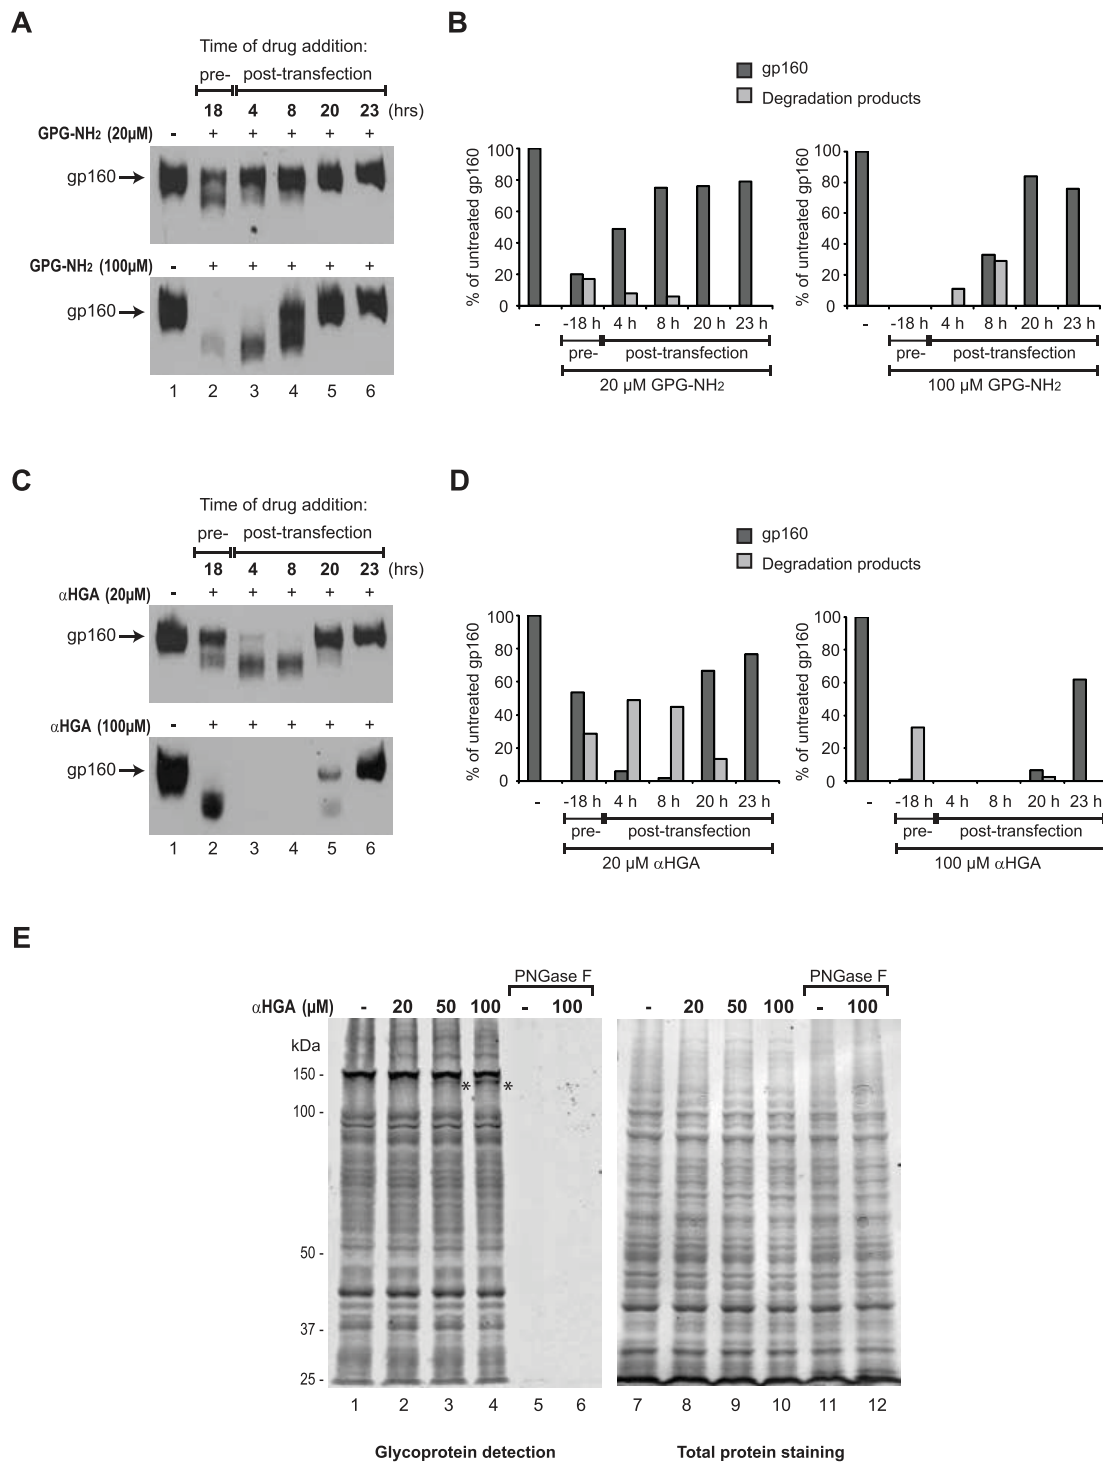 A
Time of drug addition:
pre- post-transfection
18 4 8 20 23 (hrs)
GPG-NH2 (20µM) - + + + + +
gp160
GPG-NH2 (100µM) - + + + + +
gp160
1 2 3 4 5 6
B
gp160
Degradation products
% of untreated gp160
100
80
60
40
20
0
- -18 h 4 h 8 h 20 h 23 h
pre- post-transfection
20 µM GPG-NH2
% of untreated gp160
100
80
60
40
20
0
- -18 h 4 h 8 h 20 h 23 h
pre- post-transfection
100 µM GPG-NH2
C
Time of drug addition:
pre- post-transfection
18 4 8 20 23 (hrs)
αHGA (20µM) - + + + + +
gp160
αHGA (100µM) - + + + + +
gp160
1 2 3 4 5 6
D
gp160
Degradation products
% of untreated gp160
100
80
60
40
20
0
- -18 h 4 h 8 h 20 h 23 h
pre- post-transfection
20 µM αHGA
% of untreated gp160
100
80
60
40
20
0
- -18 h 4 h 8 h 20 h 23 h
pre- post-transfection
100 µM αHGA
E
PNGase F PNGase F
αHGA (µM) - 20 50 100 - 100 - 20 50 100 - 100
kDa
150 -
* *
100 -
50 -
37 -
25 -
1 2 3 4 5 6 7 8 9 10 11 12
Glycoprotein detection Total protein staining